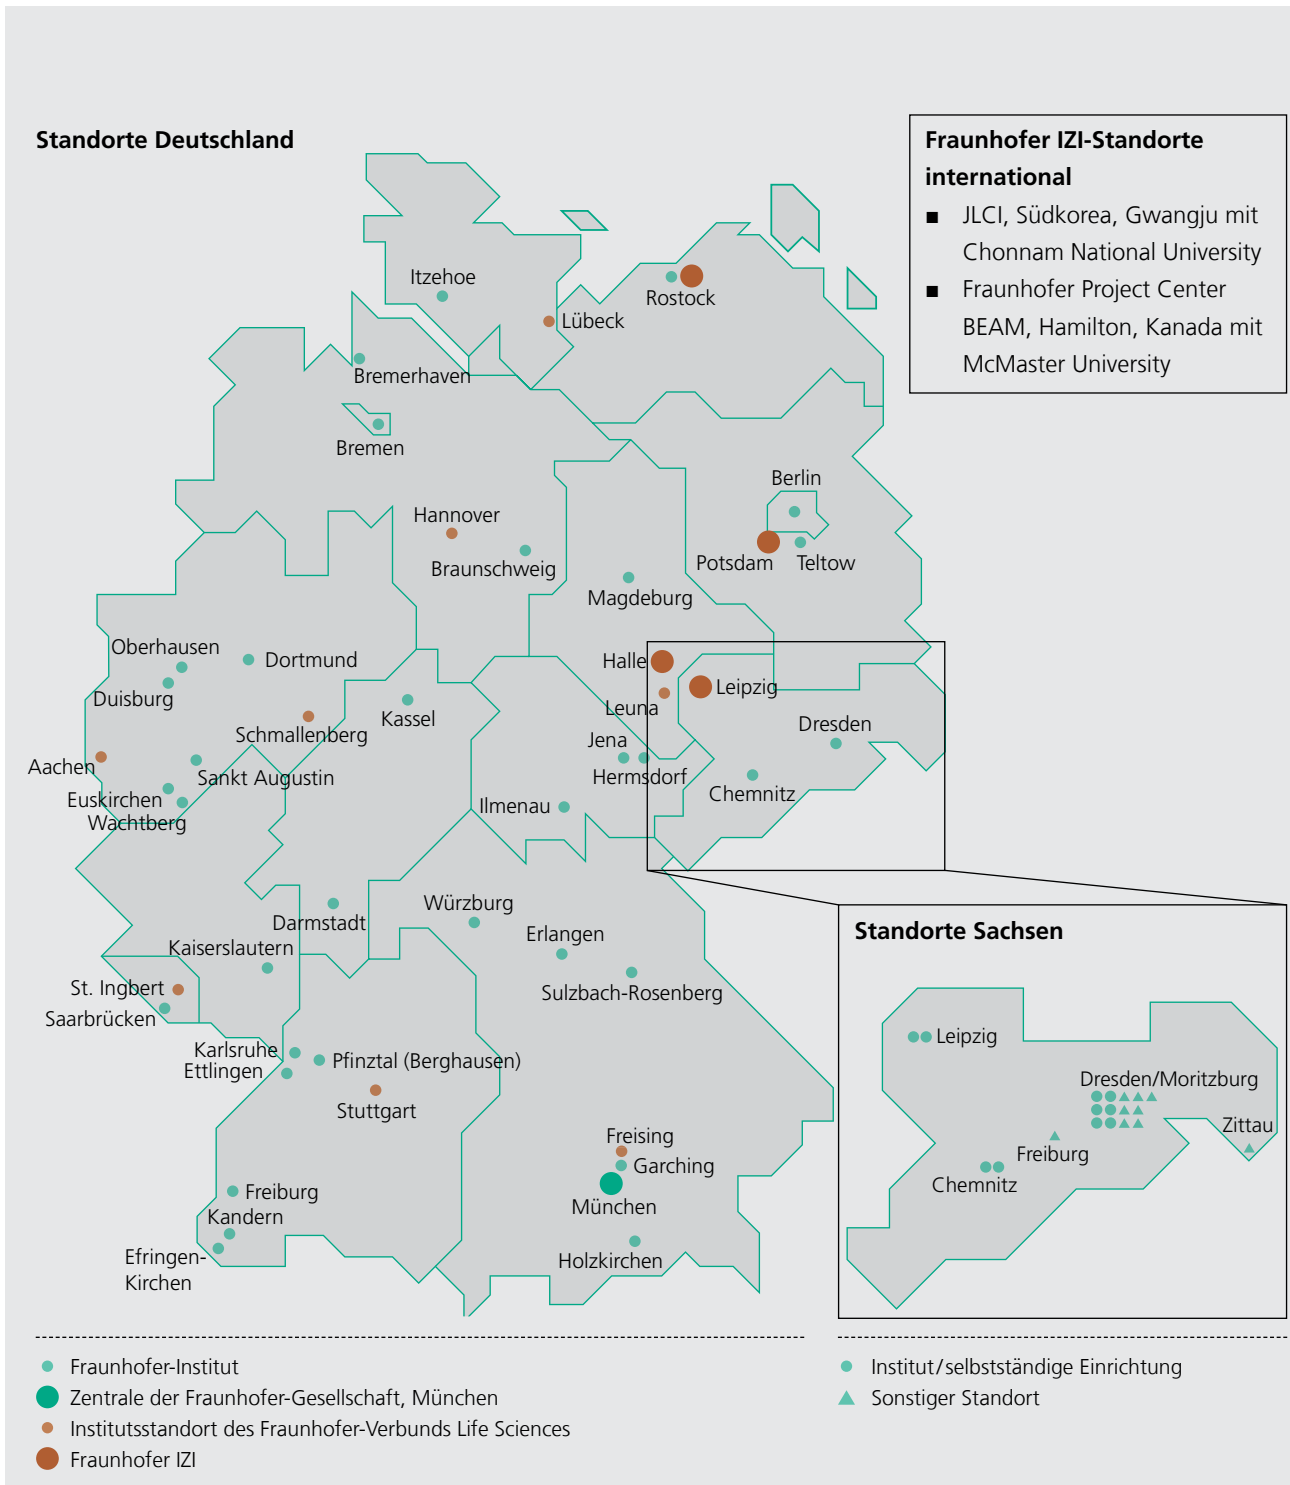 Standorte Deutschland
Fraunhofer IZI-Standorte
international
■ JLCI, Südkorea, Gwangju mit
Chonnam National University
■ Fraunhofer Project Center
BEAM, Hamilton, Kanada mit
McMaster University
Itzehoe
Rostock
Lübeck
Bremerhaven
Bremen
Berlin
Hannover
Braunschweig
Potsdam
Teltow
Magdeburg
Oberhausen
Dortmund
Halle
Duisburg
Leipzig
Leuna
Kassel
Schmallenberg
Dresden
Jena
Aachen
Sankt Augustin
Hermsdorf
Euskirchen
Chemnitz
Ilmenau
Wachtberg
Würzburg
Darmstadt
Erlangen
Kaiserslautern
St. Ingbert
Sulzbach-Rosenberg
Saarbrücken
Karlsruhe
Pfinztal (Berghausen)
Ettlingen
Stuttgart
Freising
Garching
Freiburg
München
Kandern
Efringen-
Kirchen
Holzkirchen
Standorte Sachsen
Leipzig
Dresden/Moritzburg
Zittau
Freiburg
Chemnitz
Fraunhofer-Institut
Zentrale der Fraunhofer-Gesellschaft, München
Institutsstandort des Fraunhofer-Verbunds Life Sciences
Fraunhofer IZI
Institut/selbstständige Einrichtung
Sonstiger Standort